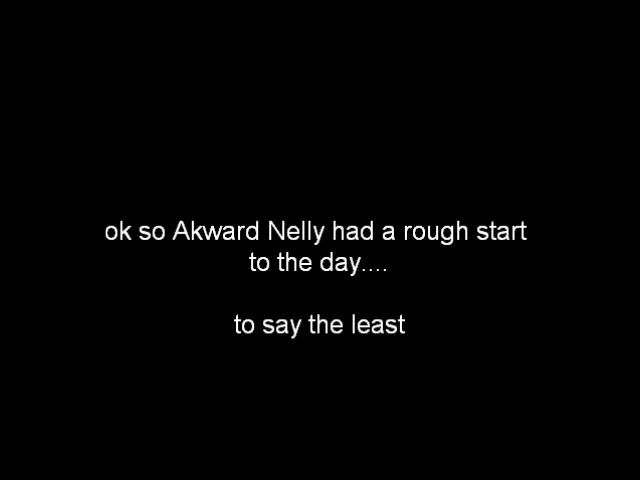 ok so Akward Nelly had a rough start
to the day....
to say the least